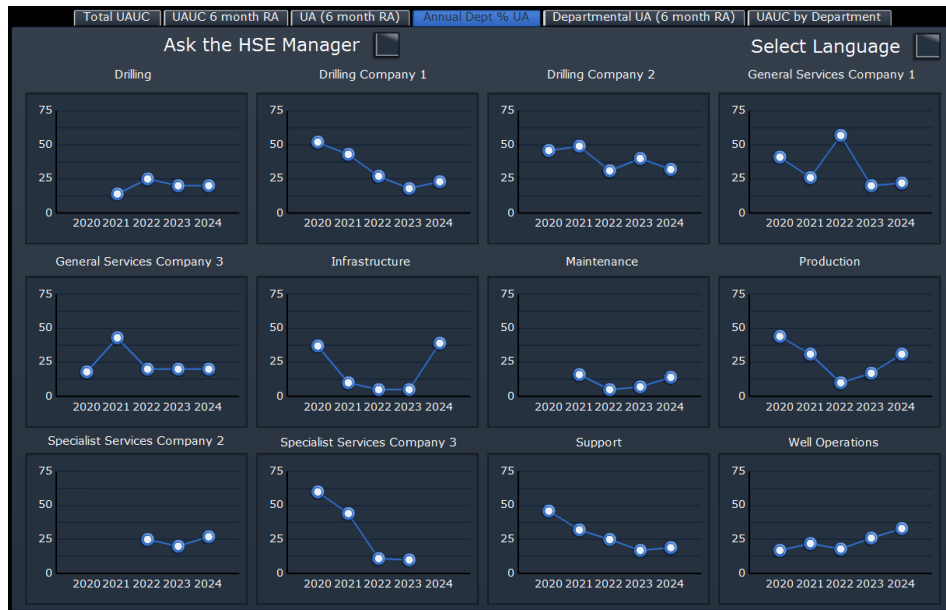 Total UAUC UAUC 6 month RA UA (6 month RA) Annual Dept % UA Departmental UA (6 month RA) UAUC by Department
Ask the HSE Manager Select Language
Drilling Drilling Company 1 Drilling Company 2 General Services Company 1
75 75 75 75
50 50 50 50
25 25 25 25
0 0 0 0
2020 2021 2022 2023 2024 2020 2021 2022 2023 2024 2020 2021 2022 2023 2024 2020 2021 2022 2023 2024
General Services Company 3 Infrastructure Maintenance Production
75 75 75 75
50 50 50 50
25 25 25 25
0 0 0 0
2020 2021 2022 2023 2024 2020 2021 2022 2023 2024 2020 2021 2022 2023 2024 2020 2021 2022 2023 2024
Specialist Services Company 2 Specialist Services Company 3 Support Well Operations
75 75 75 75
50 50 50 50
25 25 25 25
0 0 0 0
2020 2021 2022 2023 2024 2020 2021 2022 2023 2024 2020 2021 2022 2023 2024 2020 2021 2022 2023 2024